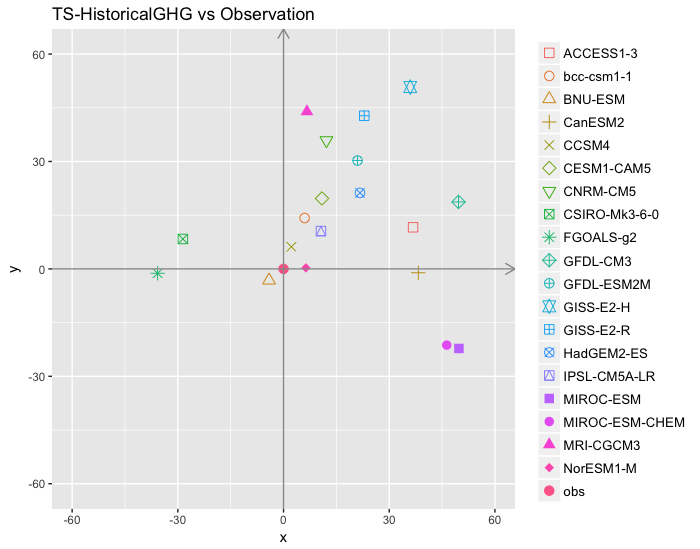 TS-HistoricalGHG vs Observation
60
30
0
-30
-60
y
-60 -30 0 30 60
x
ACCESS1-3
bcc-csm1-1
BNU-ESM
CanESM2
CCSM4
CESM1-CAM5
CNRM-CM5
CSIRO-Mk3-6-0
FGOALS-g2
GFDL-CM3
GFDL-ESM2M
GISS-E2-H
GISS-E2-R
HadGEM2-ES
IPSL-CM5A-LR
MIROC-ESM
MIROC-ESM-CHEM
MRI-CGCM3
NorESM1-M
obs